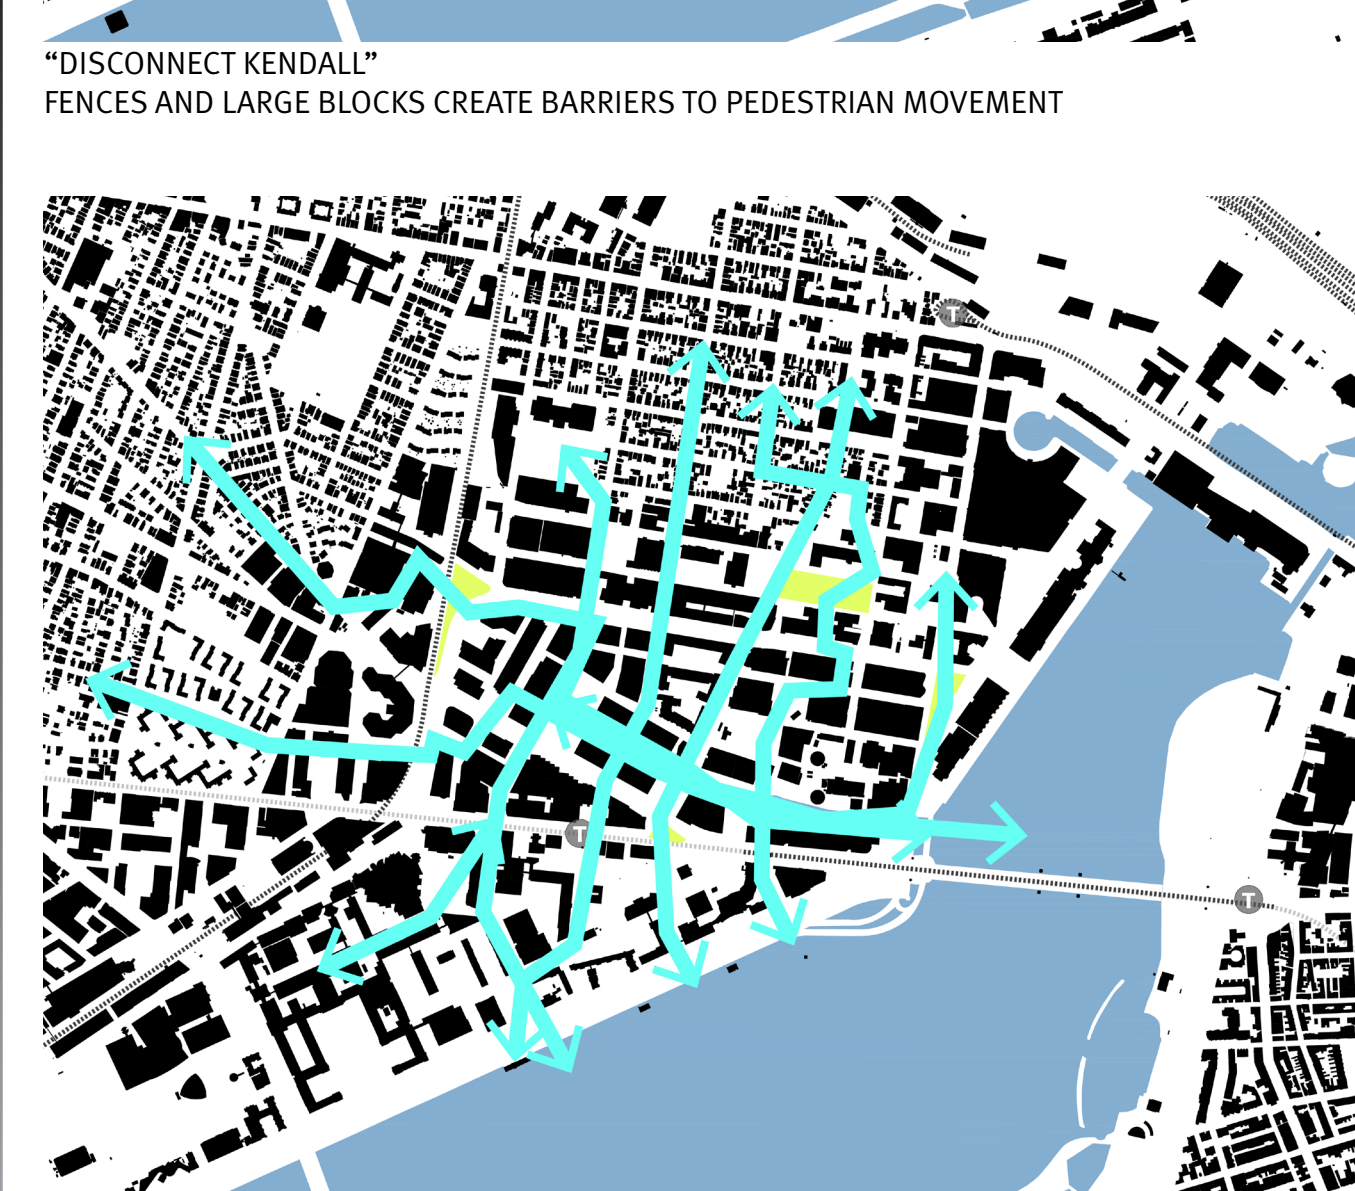 “DISCONNECT KENDALL”
FENCES AND LARGE BLOCKS CREATE BARRIERS TO PEDESTRIAN MOVEMENT
T
T
T